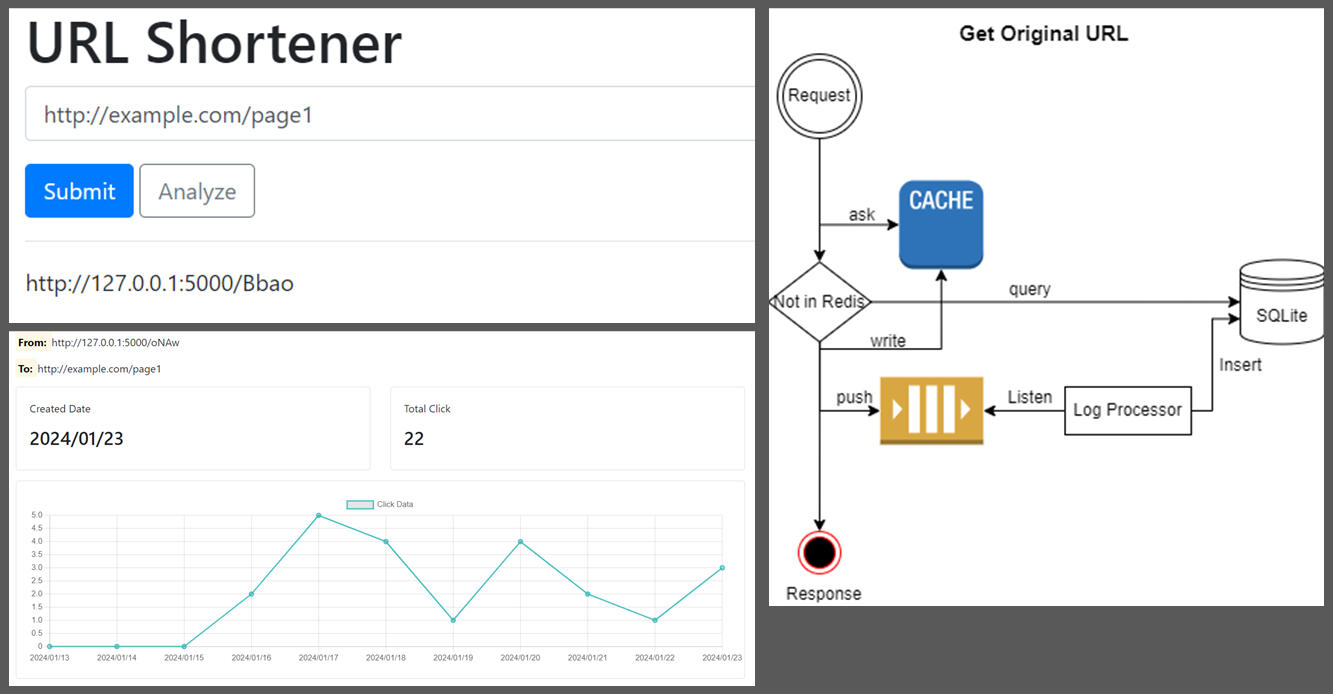 URL Shortener
http://example.com/page1
Submit Analyze
http://127.0.0.1:5000/Bbao
From: http://127.0.0.1:5000/oNAw
To: http://example.com/page1
Created Date
2024/01/23
Total Click
22
Click Data
5.0
4.5
4.0
3.5
3.0
2.5
2.0
1.5
1.0
0.5
0
2024/01/13 2024/01/14 2024/01/15 2024/01/16 2024/01/17 2024/01/18 2024/01/19 2024/01/20 2024/01/21 2024/01/22 2024/01/23
Get Original URL
Request
CACHE
ask
Not in Redis
query
SQLite
write
Insert
push
Listen
Log Processor
Response